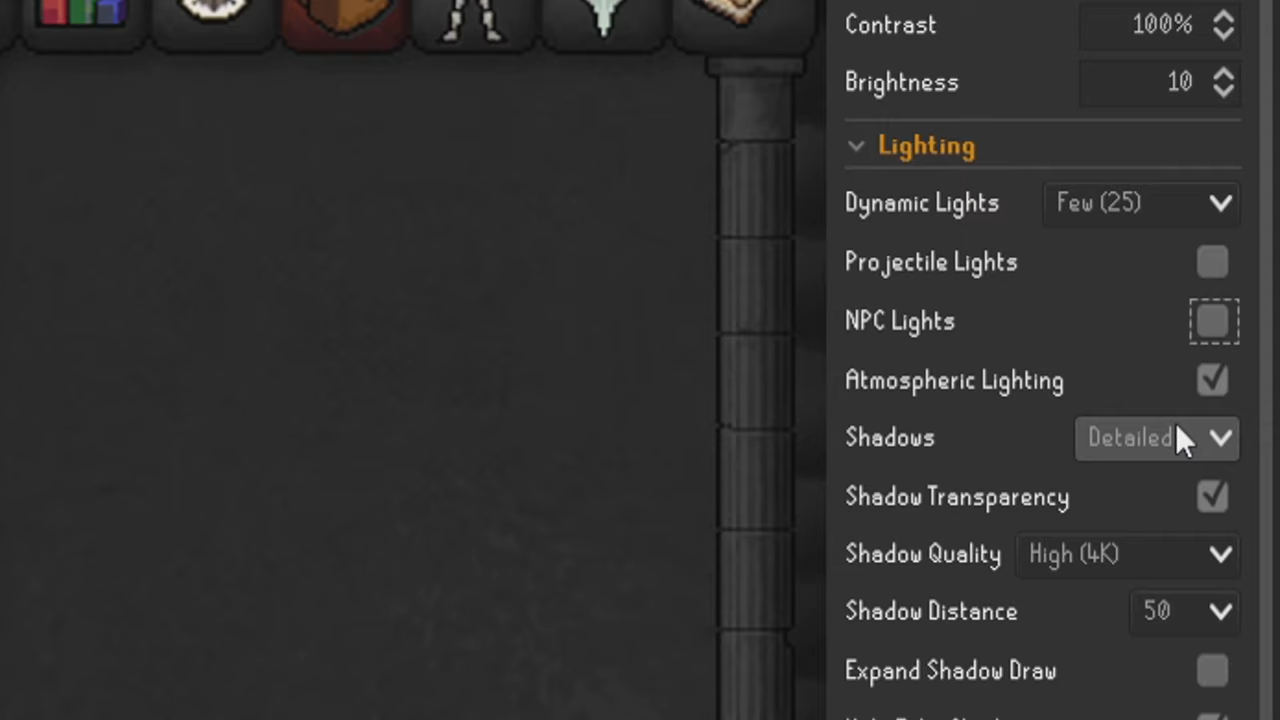 Contrast 100%
Brightness 10
Lighting
Dynamic Lights Few (25)
Projectile Lights
NPC Lights
Atmospheric Lighting
Shadows Detailed
Shadow Transparency
Shadow Quality High (4K)
Shadow Distance 50
Expand Shadow Draw